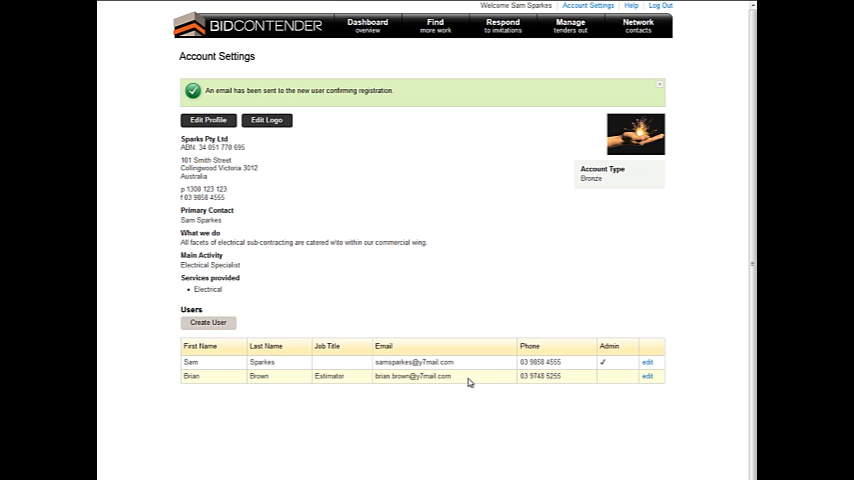 Welcome Sam Sparkes Account Settings Help Log Out
BIDCONTENDER
Dashboard overview
Find more work
Respond to invitations
Manage tenders out
Network contacts
Account Settings
An email has been sent to the new user confirming registration.
Edit Profile Edit Logo
Sparks Pty Ltd
ABN: 34 051 770 695
101 Smith Street
Collingwood Victoria 3012
Australia
p 1300 123 123
f 03 9858 4555
Account Type
Bronze
Primary Contact
Sam Sparkes
What we do
All facets of electrical sub-contracting are catered w/to within our commercial wing.
Main Activity
Electrical Specialist
Services provided
• Electrical
Users
Create User
First Name Last Name Job Title Email Phone Admin
Sam Sparkes samsparkes@y7mail.com 03 9858 4555 ✓ edit
Brian Brown Estimator brian.brown@y7mail.com 03 9748 5255 edit